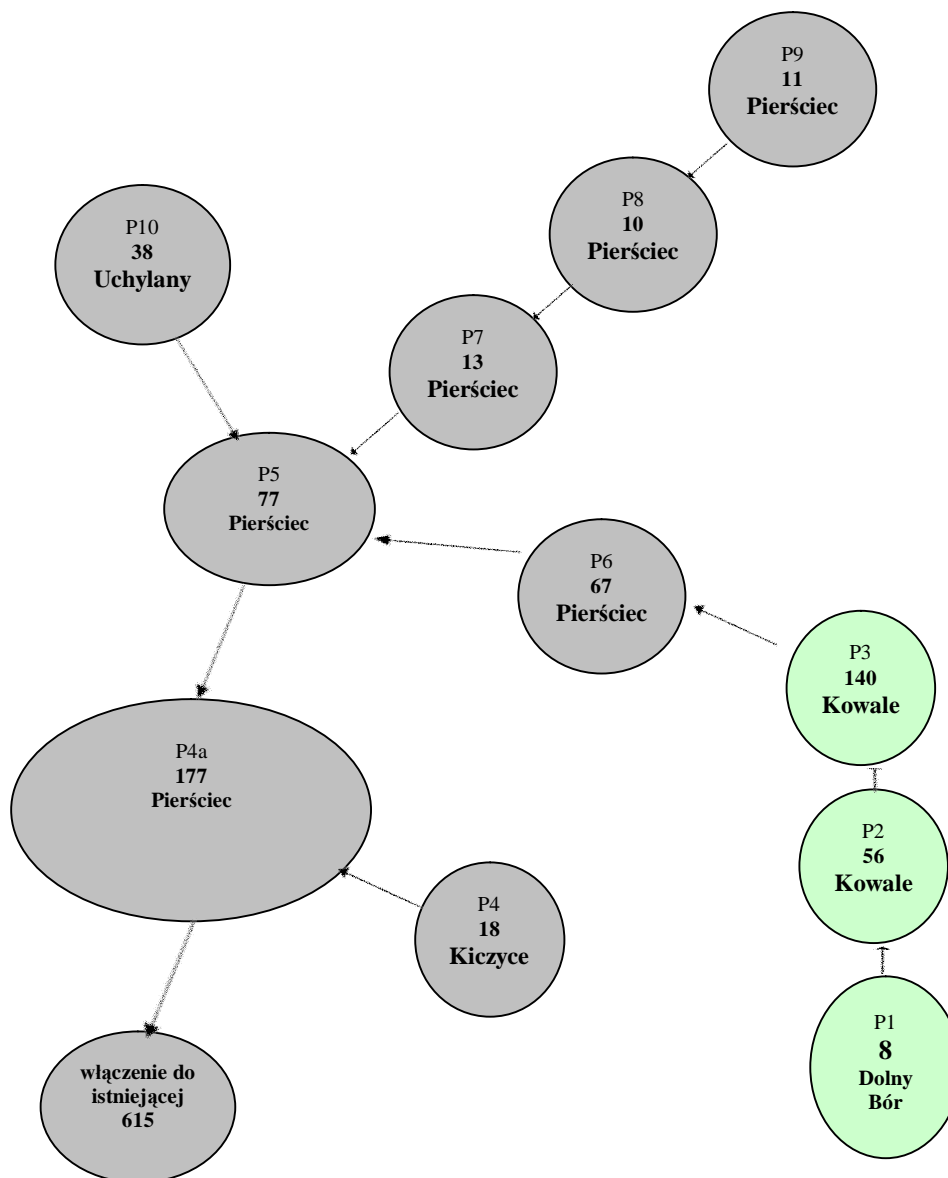 P9
11
Pierściec
P8
10
Pierściec
P10
38
Uchylany
P7
13
Pierściec
P5
77
Pierściec
P6
67
Pierściec
P3
140
Kowale
P4a
177
Pierściec
P2
56
Kowale
P4
18
Kiczyce
P1
8
Dolny
Bór
włączenie do
istniejącej
615